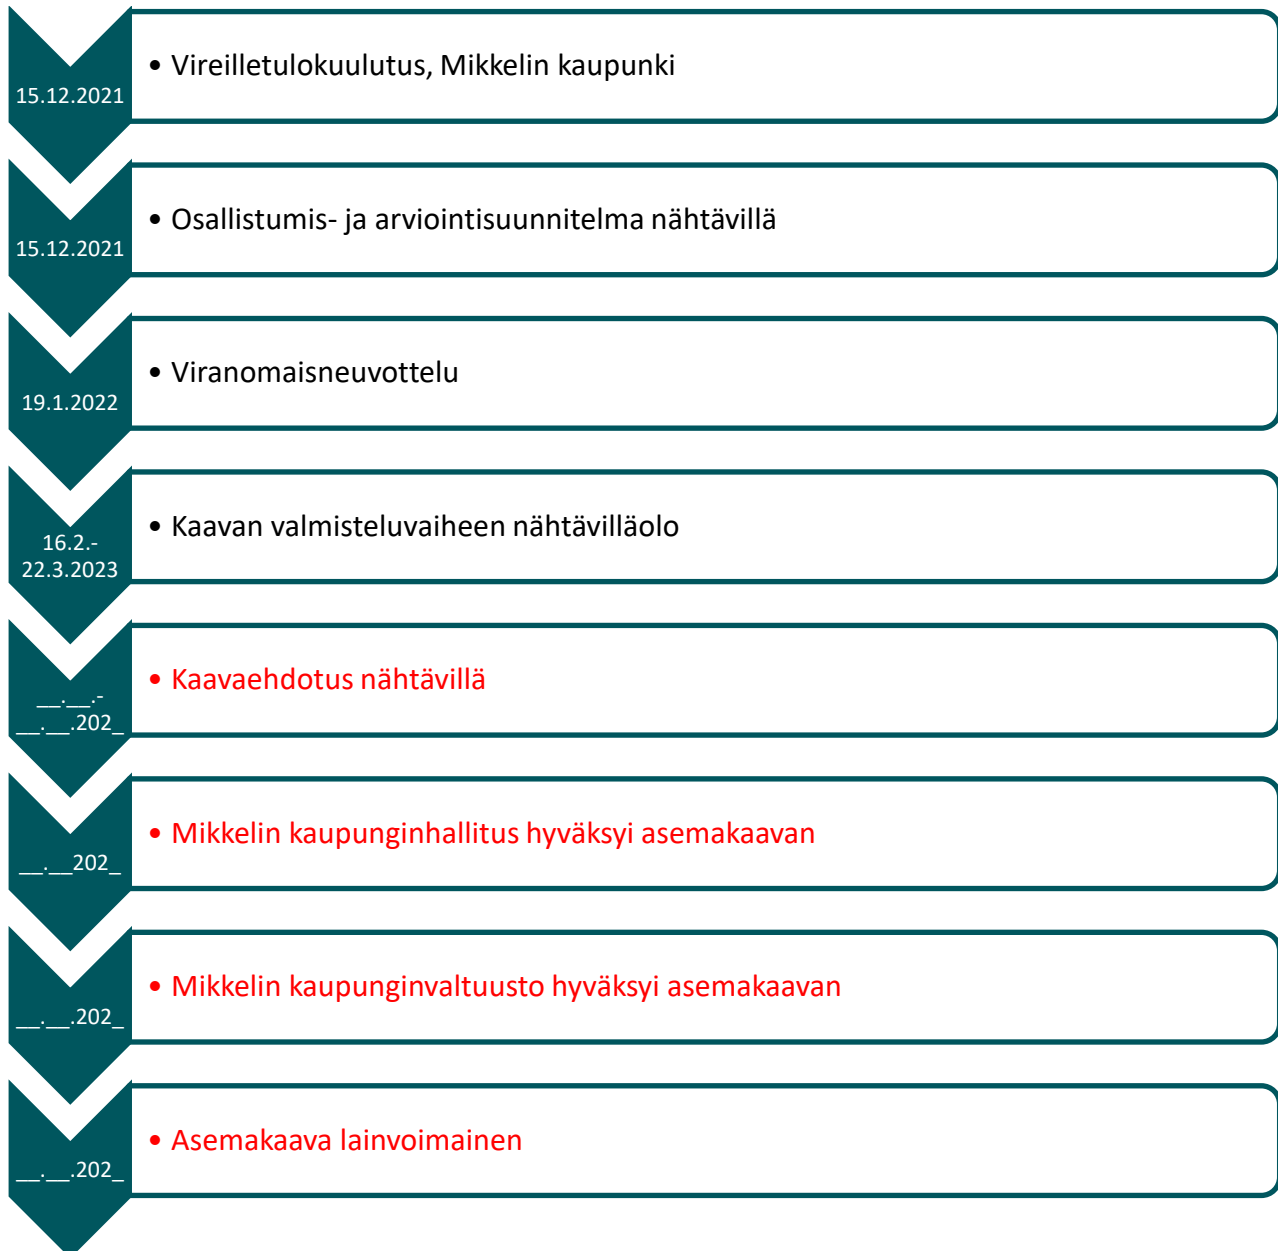 15.12.2021
• Vireilletulokuulutus, Mikkelin kaupunki
15.12.2021
• Osallistumis- ja arviointisuunnitelma nähtävillä
19.1.2022
• Viranomaisneuvottelu
16.2.-
22.3.2023
• Kaavan valmisteluvaiheen nähtävilläolo
__.__.-
__.__.202_
• Kaavaehdotus nähtävillä
__.__202_
• Mikkelin kaupunginhallitus hyväksyi asemakaavan
__.__.202_
• Mikkelin kaupunginvaltuusto hyväksyi asemakaavan
__.__.202_
• Asemakaava lainvoimainen